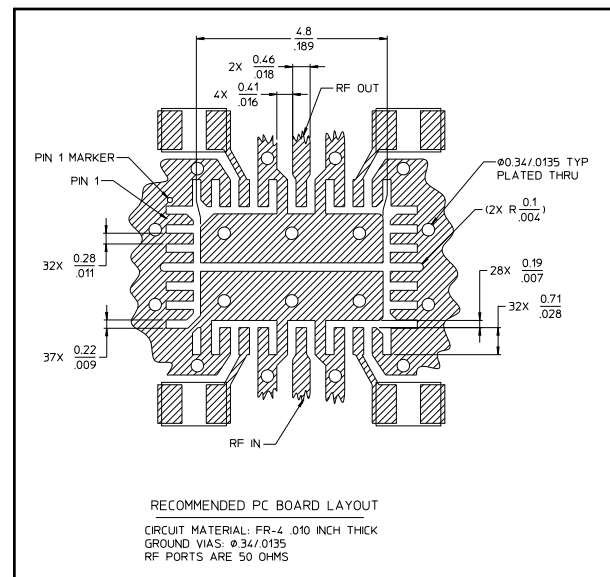 4.8
.189
2X 0.46
.018
4X 0.41
.016
RF OUT
PIN 1 MARKER
PIN 1
Ø0.34/.0135 TYP
PLATED THRU
(2X R 0.1
.004)
32X 0.28
.011
28X 0.19
.007
32X 0.71
.028
37X 0.22
.009
RF IN
RECOMMENDED PC BOARD LAYOUT
CIRCUIT MATERIAL: FR-4 .010 INCH THICK
GROUND VIAS: Ø.34/.0135
RF PORTS ARE 50 OHMS